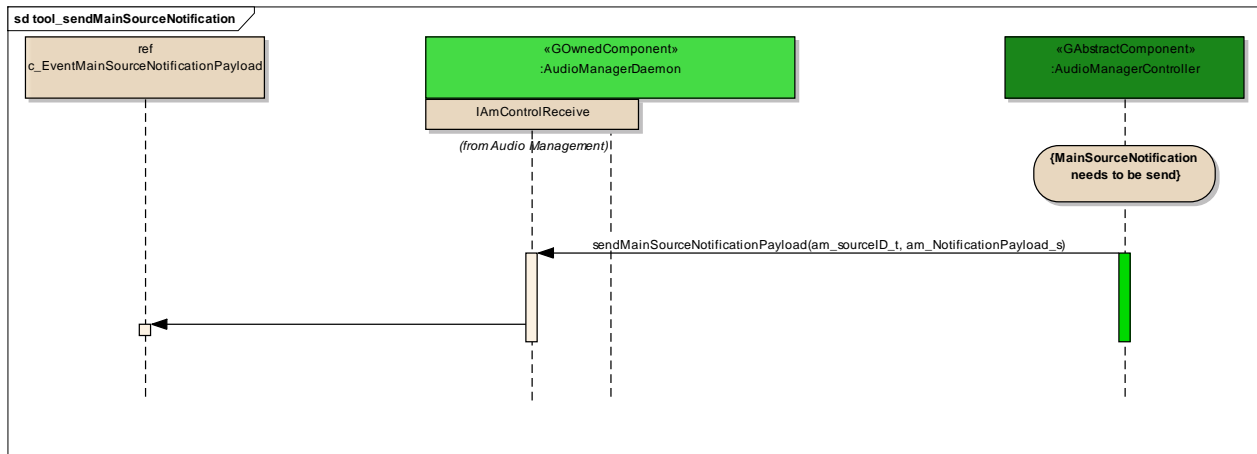 sd tool_sendMainSourceNotification
ref
c_EventMainSourceNotificationPayload
«GOwnedComponent»
:AudioManagerDaemon
«GAbstractComponent»
:AudioManagerController
IAmControlReceive
(from Audio Management)
{MainSourceNotification
needs to be send}
sendMainSourceNotificationPayload(am_sourceID_t, am_NotificationPayload_s)